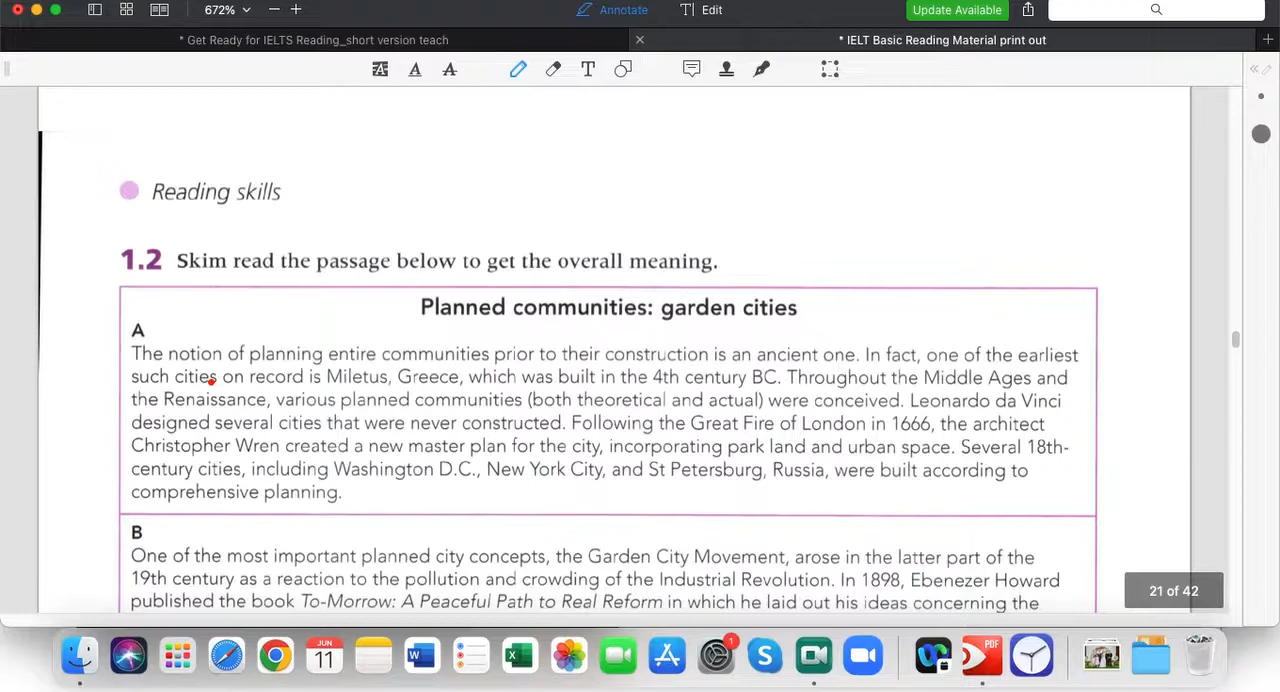 672%
Annotate
T Edit
Update Available
* Get Ready for IELTS Reading_short version teach
* IELT Basic Reading Material print out
Reading skills
1.2 Skim read the passage below to get the overall meaning.
Planned communities: garden cities
A
The notion of planning entire communities prior to their construction is an ancient one. In fact, one of the earliest
such cities on record is Miletus, Greece, which was built in the 4th century BC. Throughout the Middle Ages and
the Renaissance, various planned communities (both theoretical and actual) were conceived. Leonardo da Vinci
designed several cities that were never constructed. Following the Great Fire of London in 1666, the architect
Christopher Wren created a new master plan for the city, incorporating park land and urban space. Several 18th-
century cities, including Washington D.C., New York City, and St Petersburg, Russia, were built according to
comprehensive planning.
B
One of the most important planned city concepts, the Garden City Movement, arose in the latter part of the
19th century as a reaction to the pollution and crowding of the Industrial Revolution. In 1898, Ebenezer Howard
published the book To-Morrow: A Peaceful Path to Real Reform in which he laid out his ideas concerning the
21 of 42
JUN
11
1
PDF